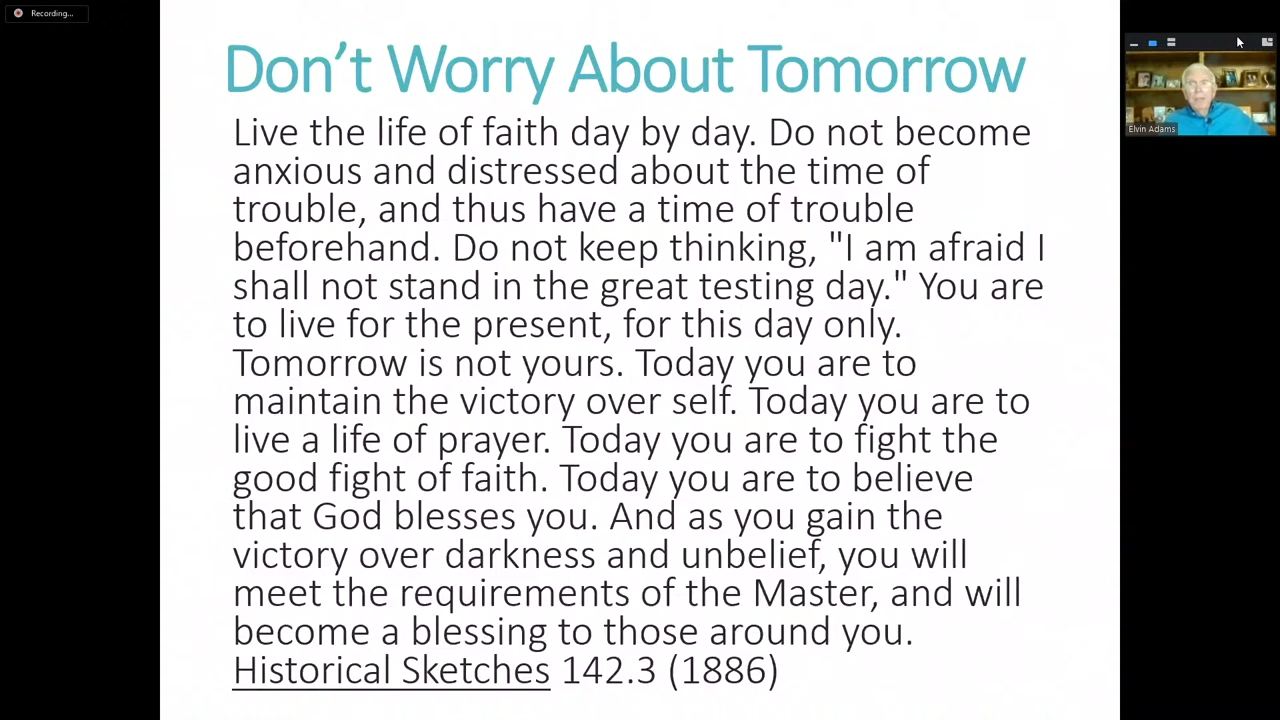 Recording...
Don't Worry About Tomorrow
Live the life of faith day by day. Do not become
anxious and distressed about the time of
trouble, and thus have a time of trouble
beforehand. Do not keep thinking, "I am afraid I
shall not stand in the great testing day." You are
to live for the present, for this day only.
Tomorrow is not yours. Today you are to
maintain the victory over self. Today you are to
live a life of prayer. Today you are to fight the
good fight of faith. Today you are to believe
that God blesses you. And as you gain the
victory over darkness and unbelief, you will
meet the requirements of the Master, and will
become a blessing to those around you.
Historical Sketches 142.3 (1886)
Elvin Adams